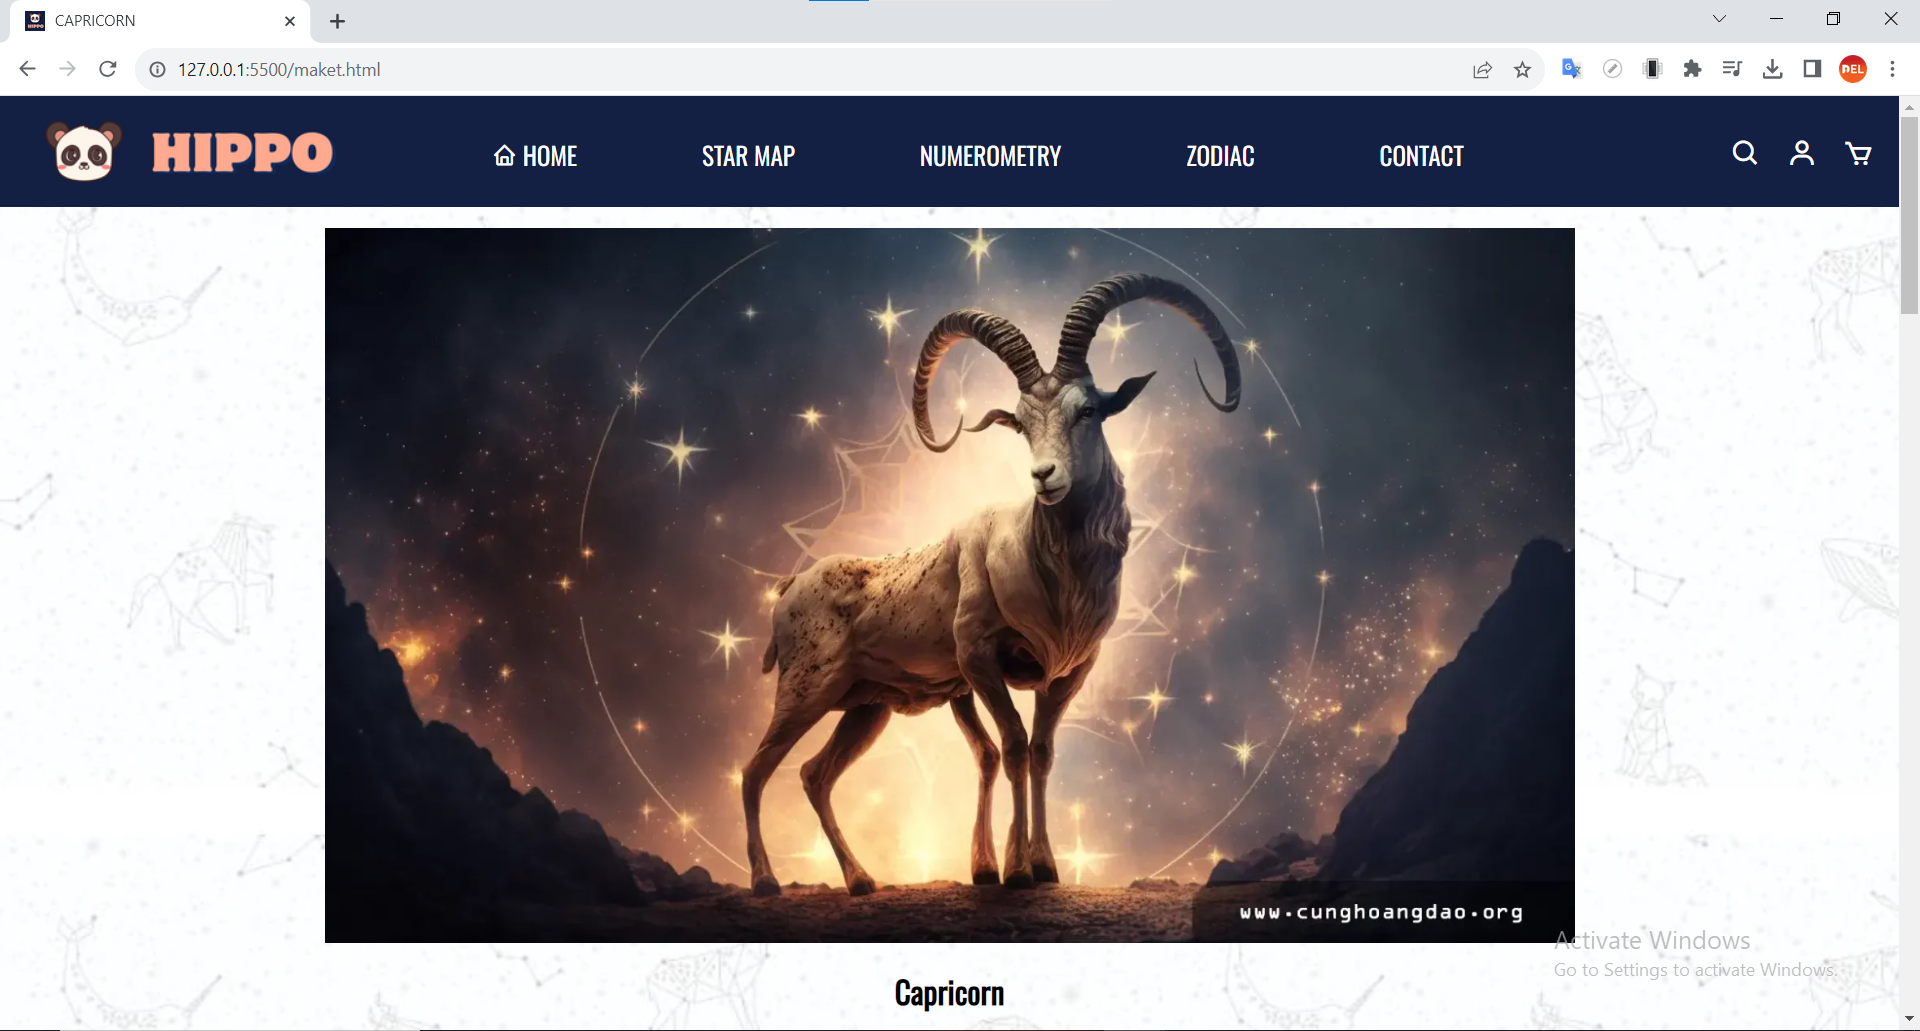 CAPRICORN
127.0.0.1:5500/maket.html
DEL
HIPPO
HOME
STAR MAP
NUMEROMETRY
ZODIAC
CONTACT
www.cunghoangdao.org
Activate Windows
Go to Settings to activate Windows.
Capricorn